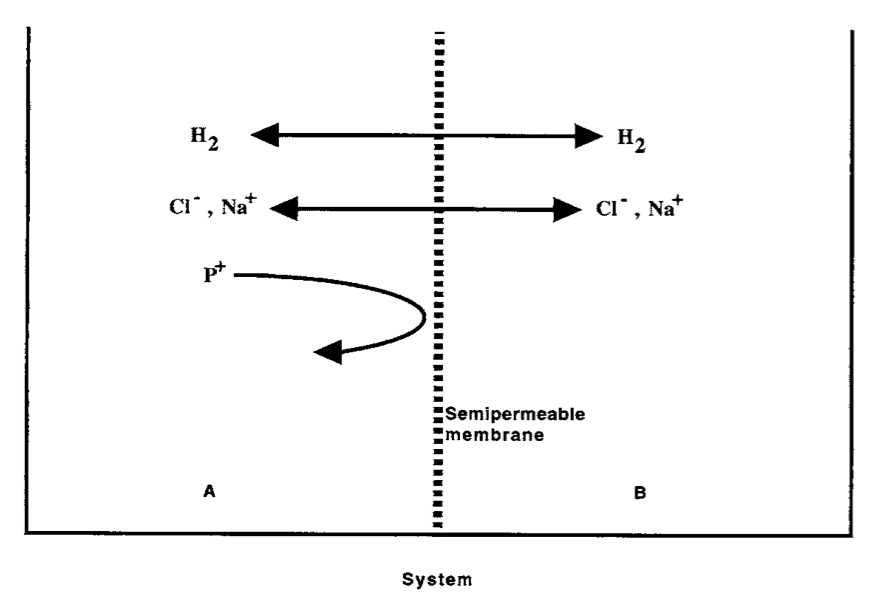 H₂ H₂
Cl⁻ , Na⁺ Cl⁻ , Na⁺
P⁺
Semipermeable
membrane
A B
System